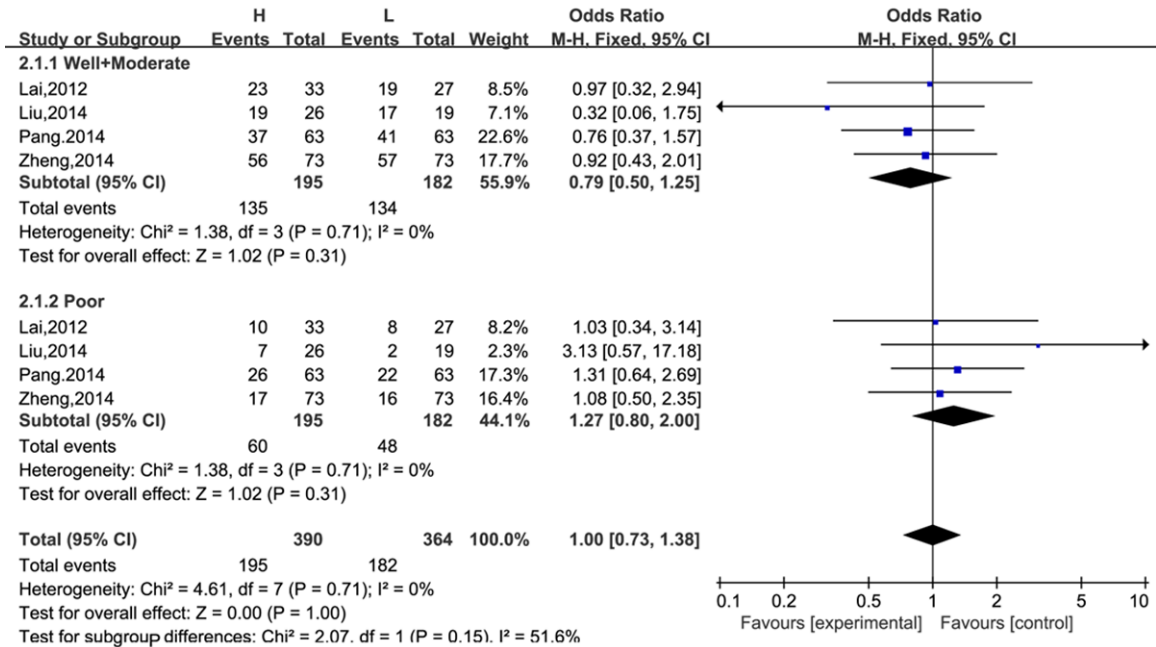 H L Odds Ratio Odds Ratio
Study or Subgroup Events Total Events Total Weight M-H, Fixed, 95% CI M-H, Fixed, 95% CI
2.1.1 Well+Moderate
Lai,2012 23 33 19 27 8.5% 0.97 [0.32, 2.94]
Liu,2014 19 26 17 19 7.1% 0.32 [0.06, 1.75]
Pang.2014 37 63 41 63 22.6% 0.76 [0.37, 1.57]
Zheng,2014 56 73 57 73 17.7% 0.92 [0.43, 2.01]
Subtotal (95% CI) 195 182 55.9% 0.79 [0.50, 1.25]
Total events 135 134
Heterogeneity: Chi² = 1.38, df = 3 (P = 0.71); I² = 0%
Test for overall effect: Z = 1.02 (P = 0.31)
2.1.2 Poor
Lai,2012 10 33 8 27 8.2% 1.03 [0.34, 3.14]
Liu,2014 7 26 2 19 2.3% 3.13 [0.57, 17.18]
Pang.2014 26 63 22 63 17.3% 1.31 [0.64, 2.69]
Zheng,2014 17 73 16 73 16.4% 1.08 [0.50, 2.35]
Subtotal (95% CI) 195 182 44.1% 1.27 [0.80, 2.00]
Total events 60 48
Heterogeneity: Chi² = 1.38, df = 3 (P = 0.71); I² = 0%
Test for overall effect: Z = 1.02 (P = 0.31)
Total (95% CI) 390 364 100.0% 1.00 [0.73, 1.38]
Total events 195 182
Heterogeneity: Chi² = 4.61, df = 7 (P = 0.71); I² = 0%
Test for overall effect: Z = 0.00 (P = 1.00)
Test for subgroup differences: Chi² = 2.07, df = 1 (P = 0.15), I² = 51.6%
0.1 0.2 0.5 1 2 5 10
Favours [experimental] Favours [control]